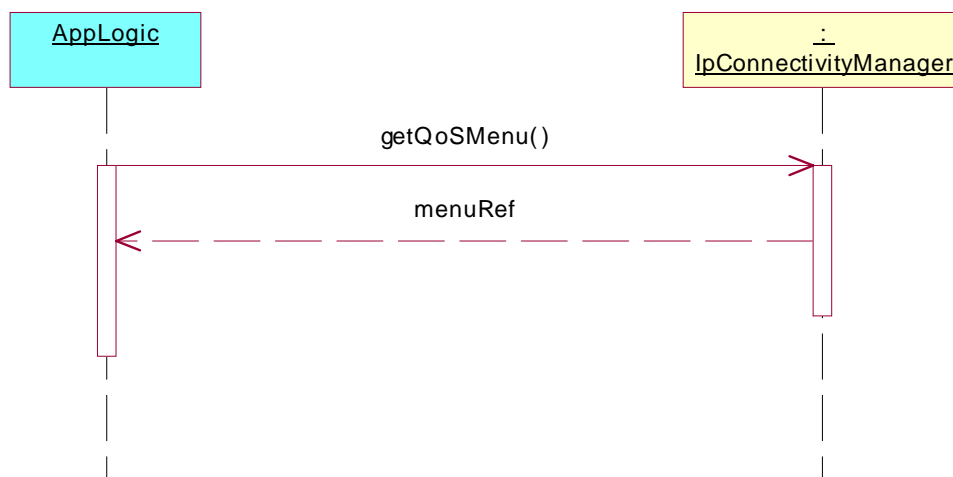 AppLogic
:
IpConnectivityManager
getQoSMenu()
menuRef